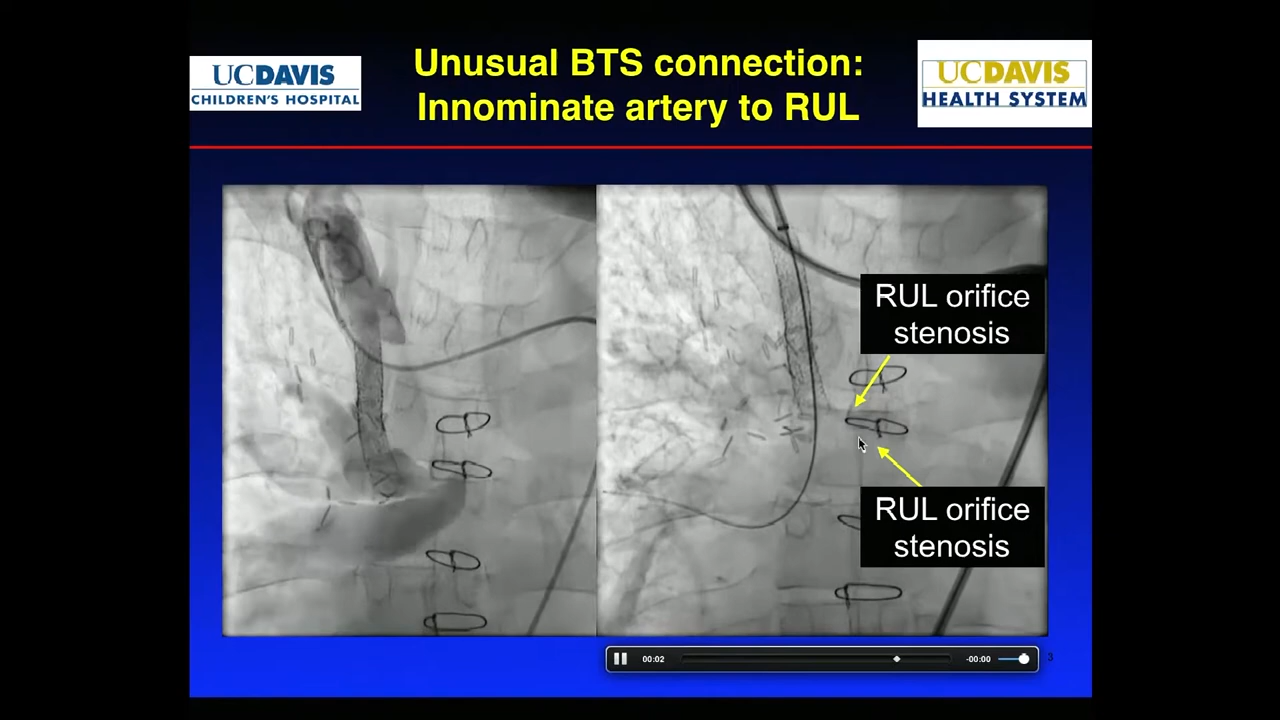 UCDAVIS
CHILDREN'S HOSPITAL
Unusual BTS connection:
Innominate artery to RUL
UCDAVIS
HEALTH SYSTEM
RUL orifice
stenosis
RUL orifice
stenosis
00:02
-00:00
3